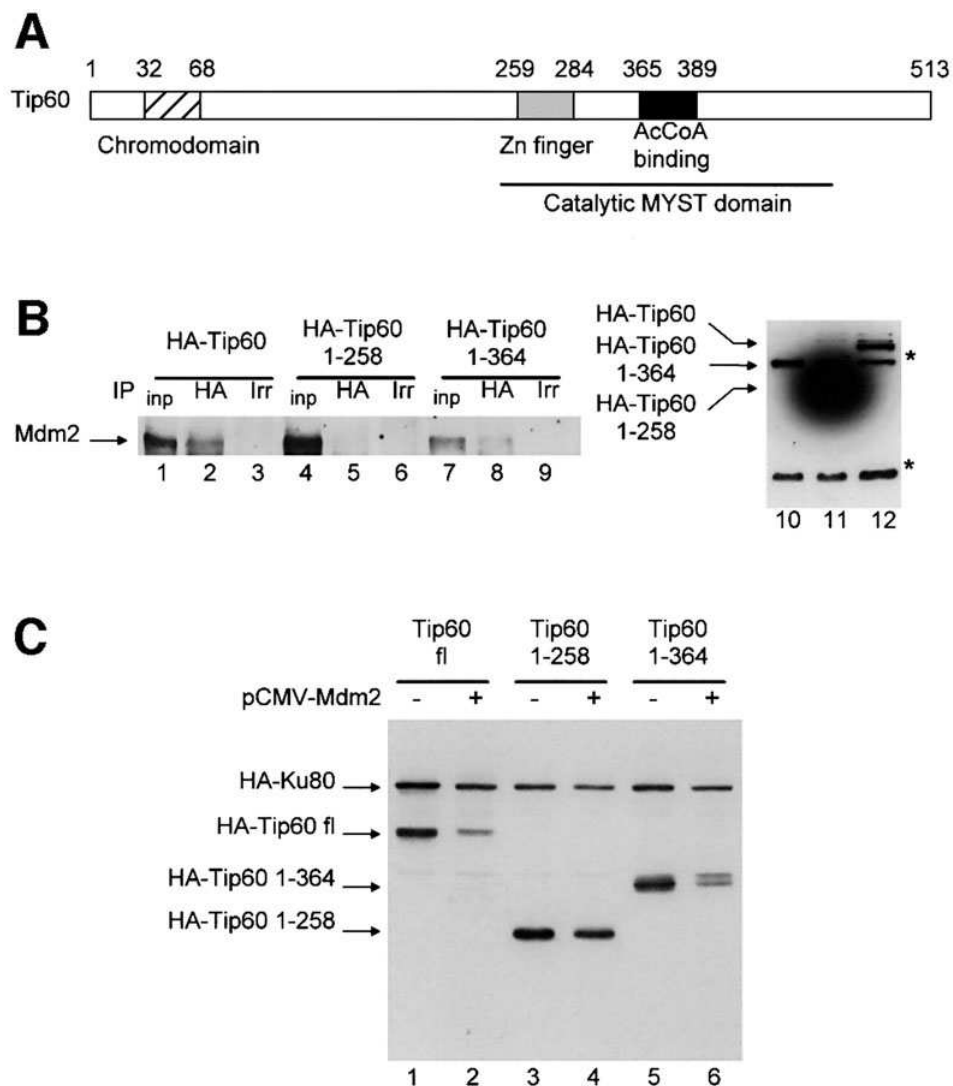 A
1 32 68 259 284 365 389 513
Tip60
Chromodomain
Zn finger
AcCoA
binding
Catalytic MYST domain
B
HA-Tip60
HA-Tip60
1-258
HA-Tip60
1-364
IP inp HA Irr inp HA Irr inp HA Irr
Mdm2
1 2 3 4 5 6 7 8 9
HA-Tip60
HA-Tip60
1-364
HA-Tip60
1-258
*
*
10 11 12
C
Tip60
fl
Tip60
1-258
Tip60
1-364
pCMV-Mdm2 - + - + - +
HA-Ku80
HA-Tip60 fl
HA-Tip60 1-364
HA-Tip60 1-258
1 2 3 4 5 6